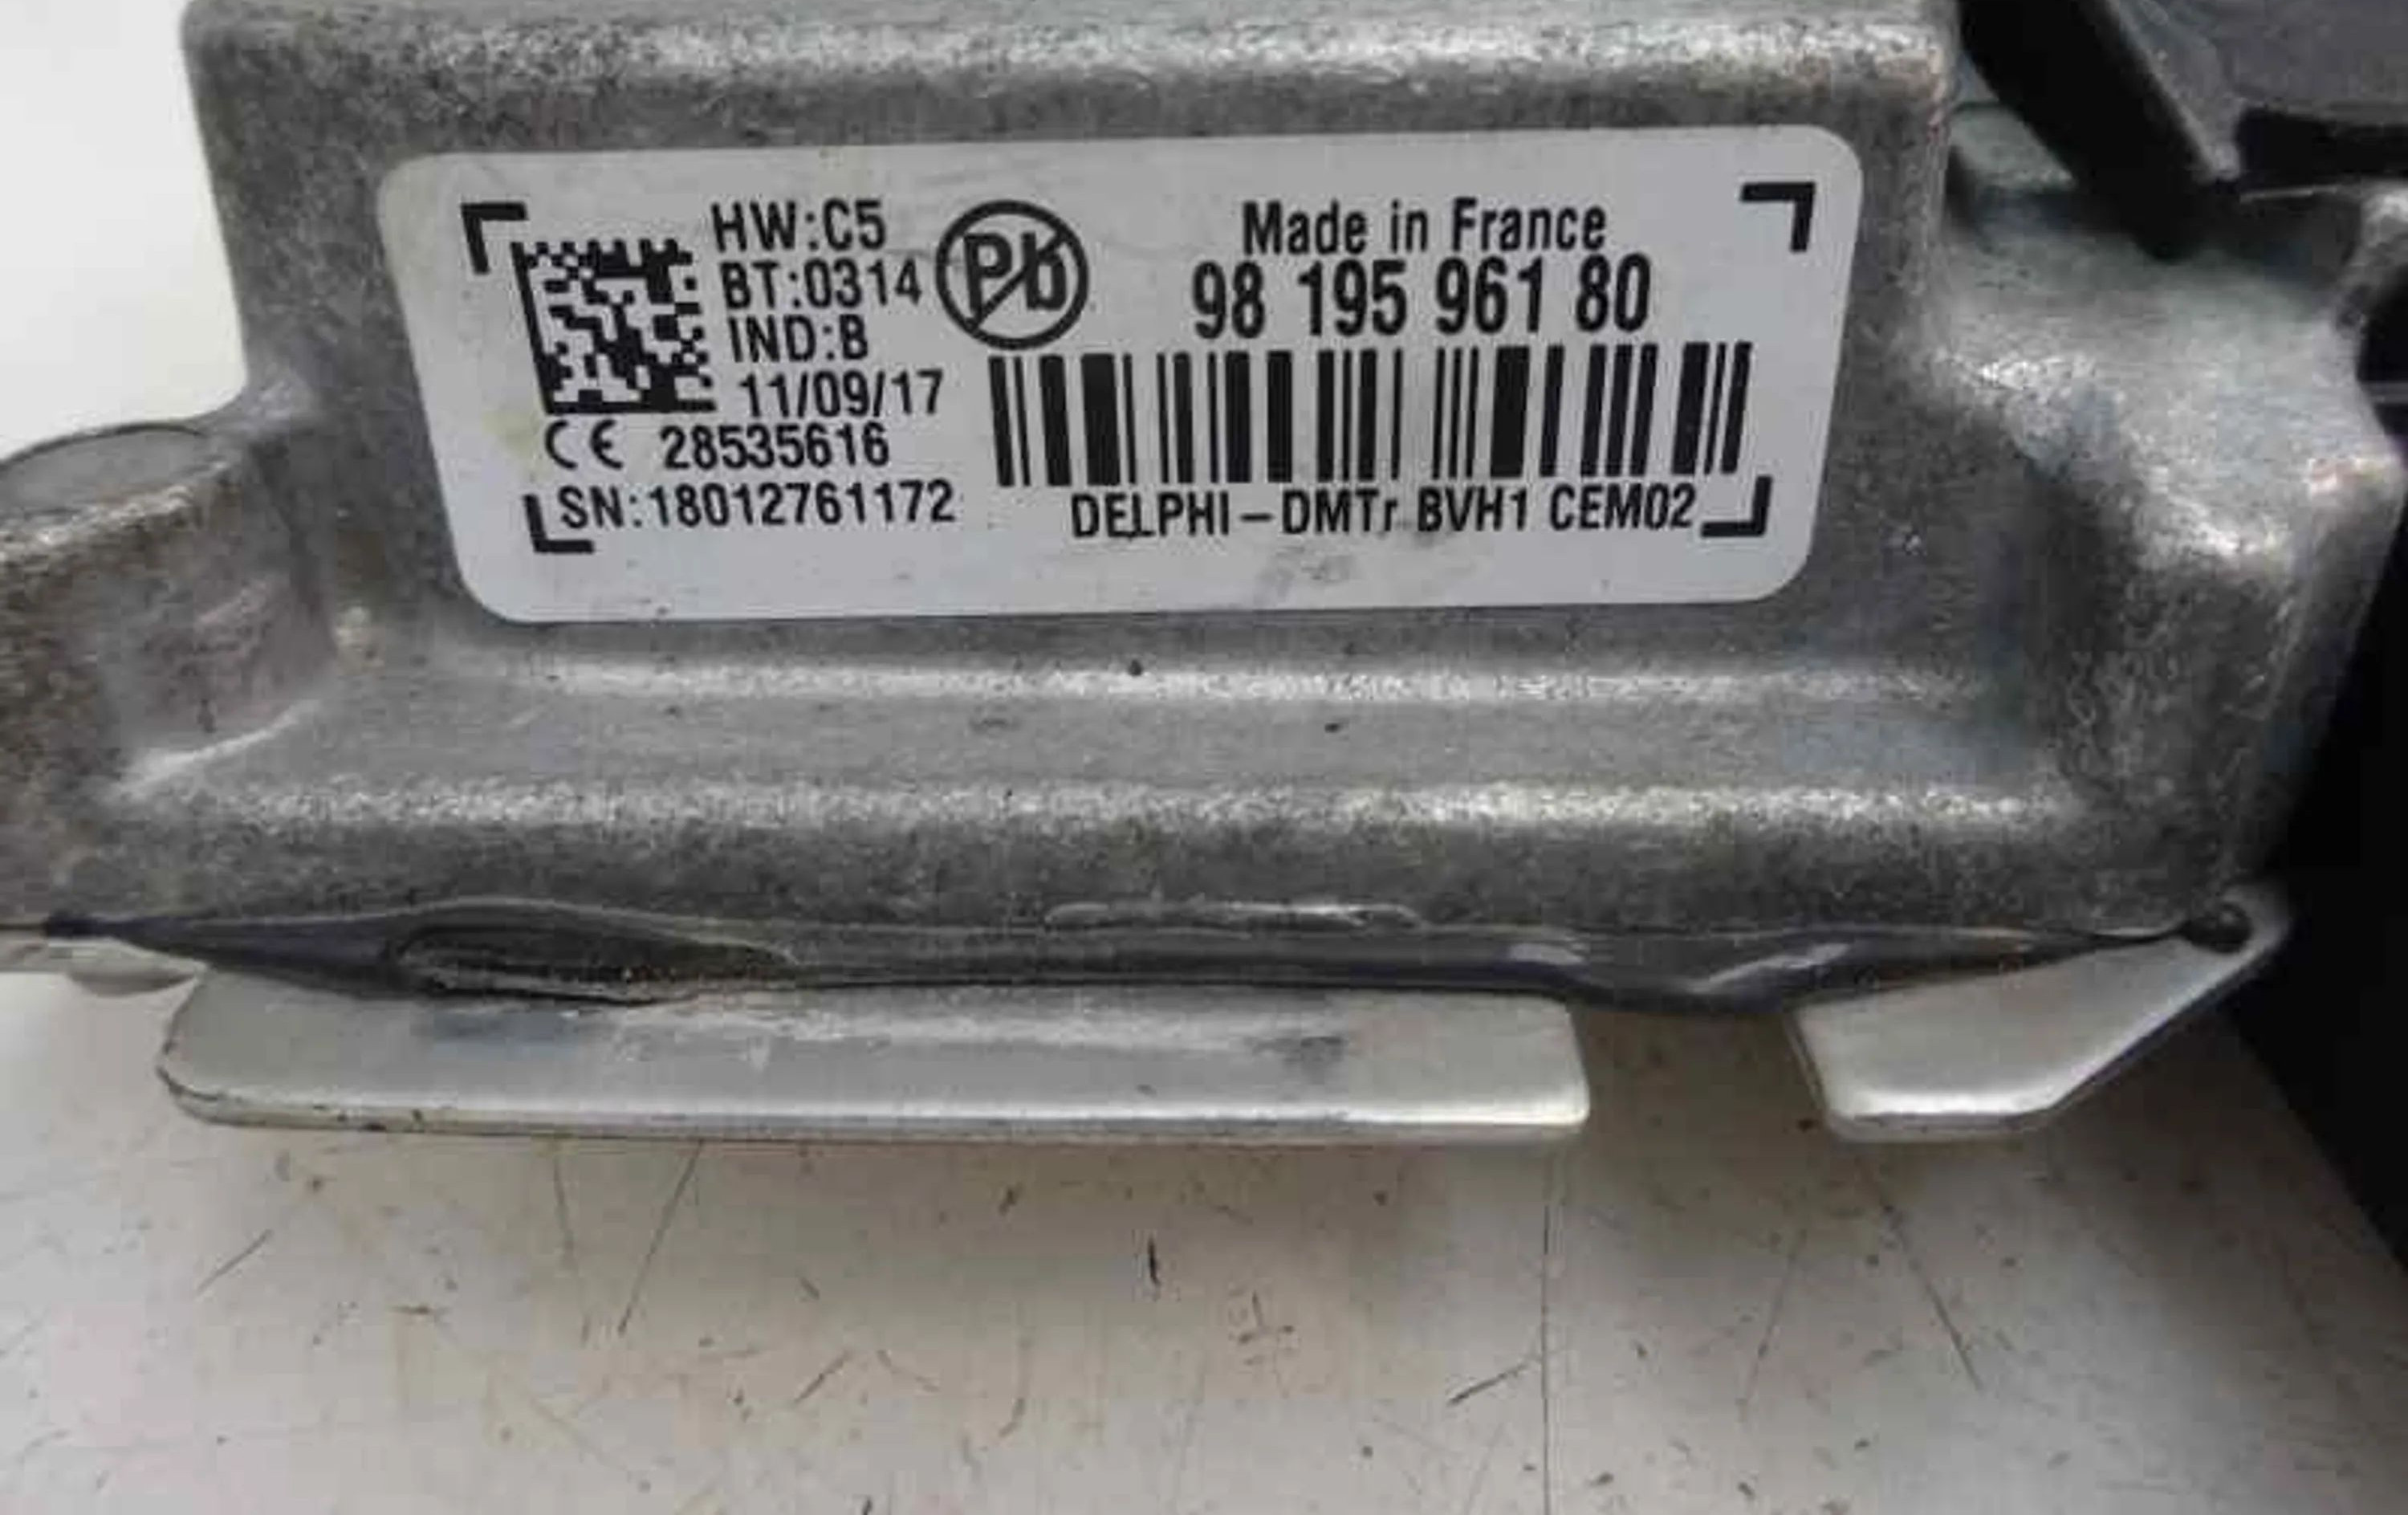 HW:C5
BT:0314
IND:B
11/09/17
CE 28535616
SN:18012761172
Pb
Made in France
98 195 961 80
DELPHI-DMTr BVH1 CEM02